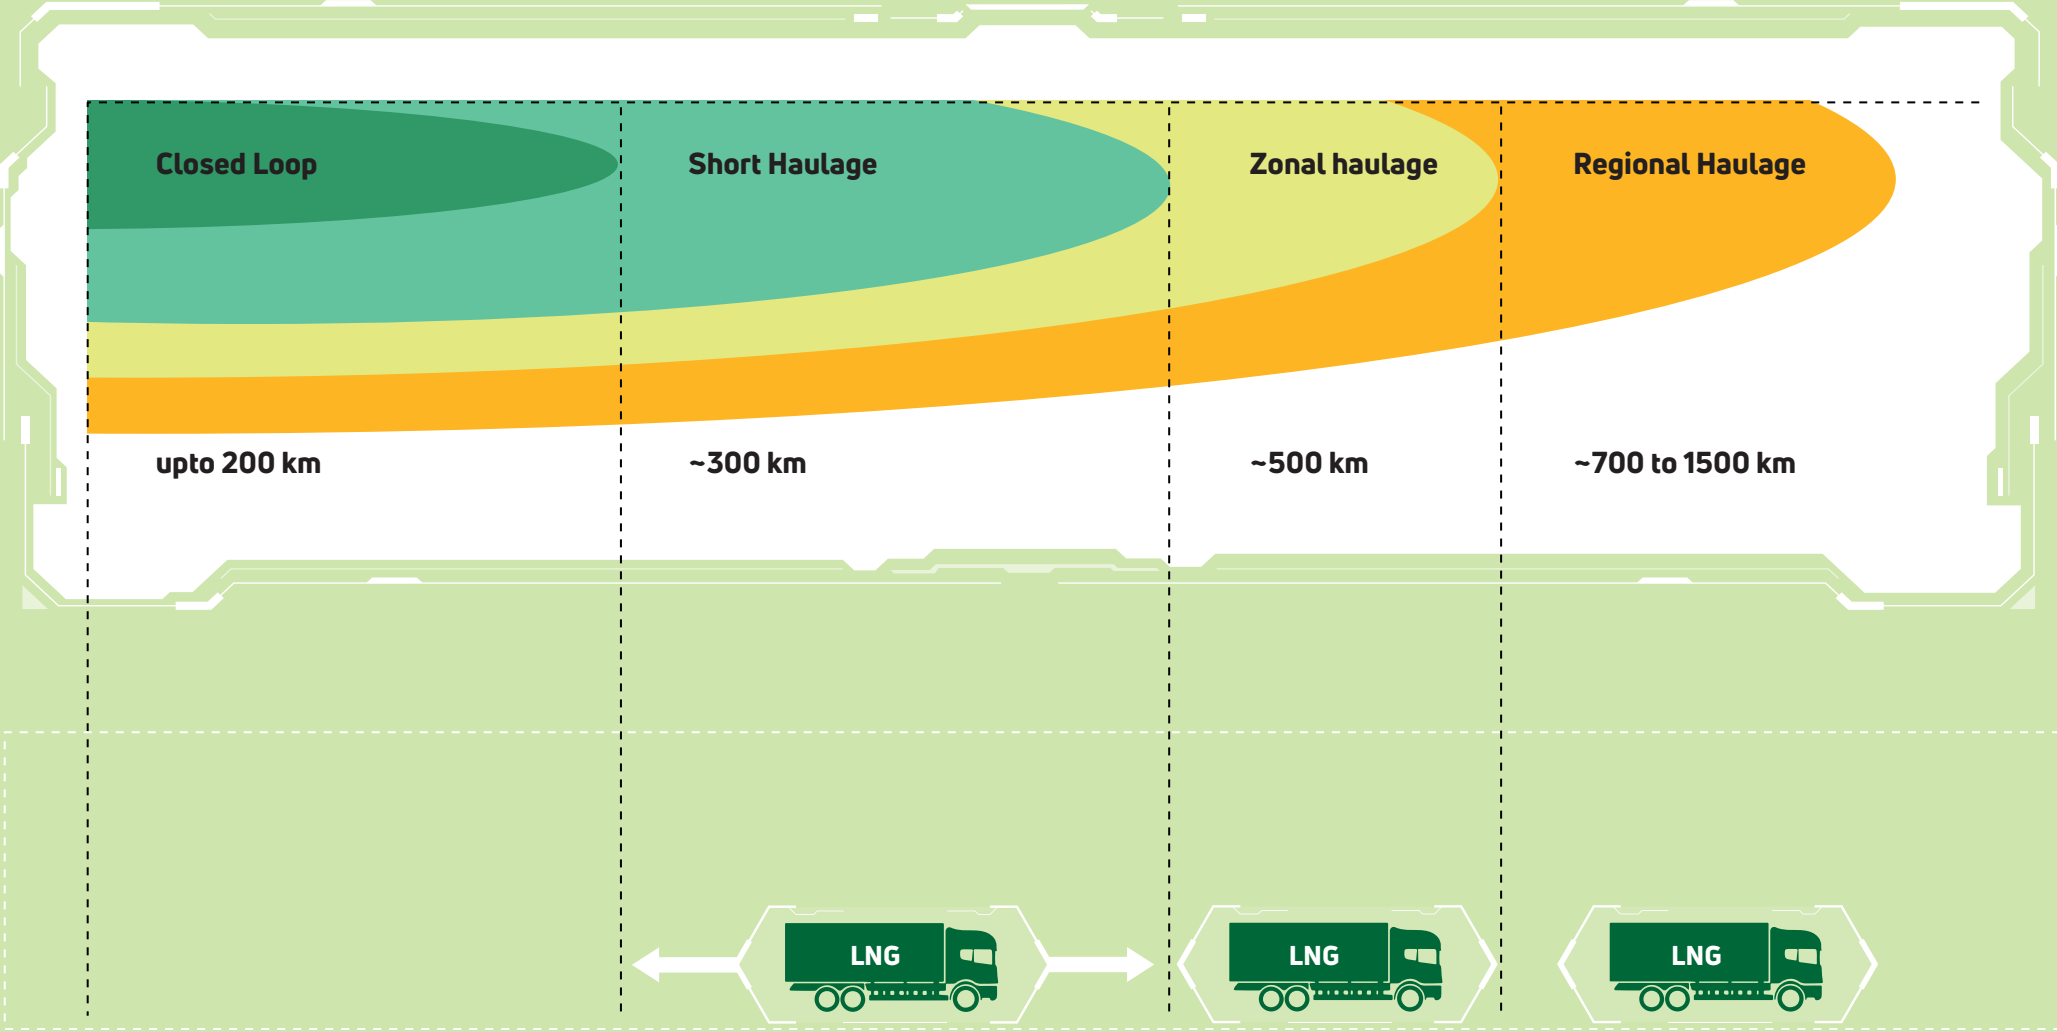 Closed Loop
Short Haulage
Zonal haulage
Regional Haulage
upto 200 km
~300 km
~500 km
~700 to 1500 km
LNG
LNG
LNG